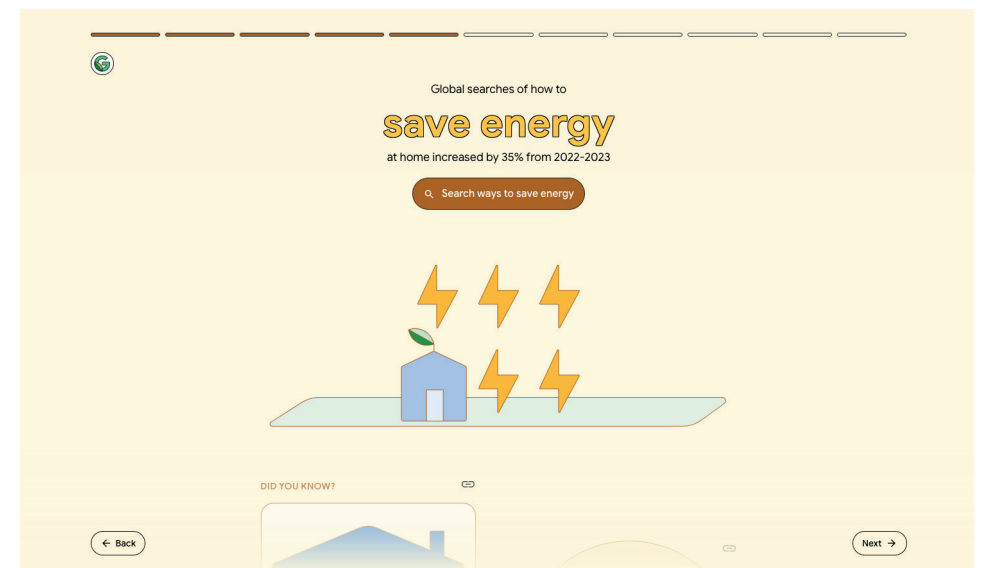 G
Global searches of how to
save energy
at home increased by 35% from 2022-2023
Search ways to save energy
DID YOU KNOW?
Back
Next